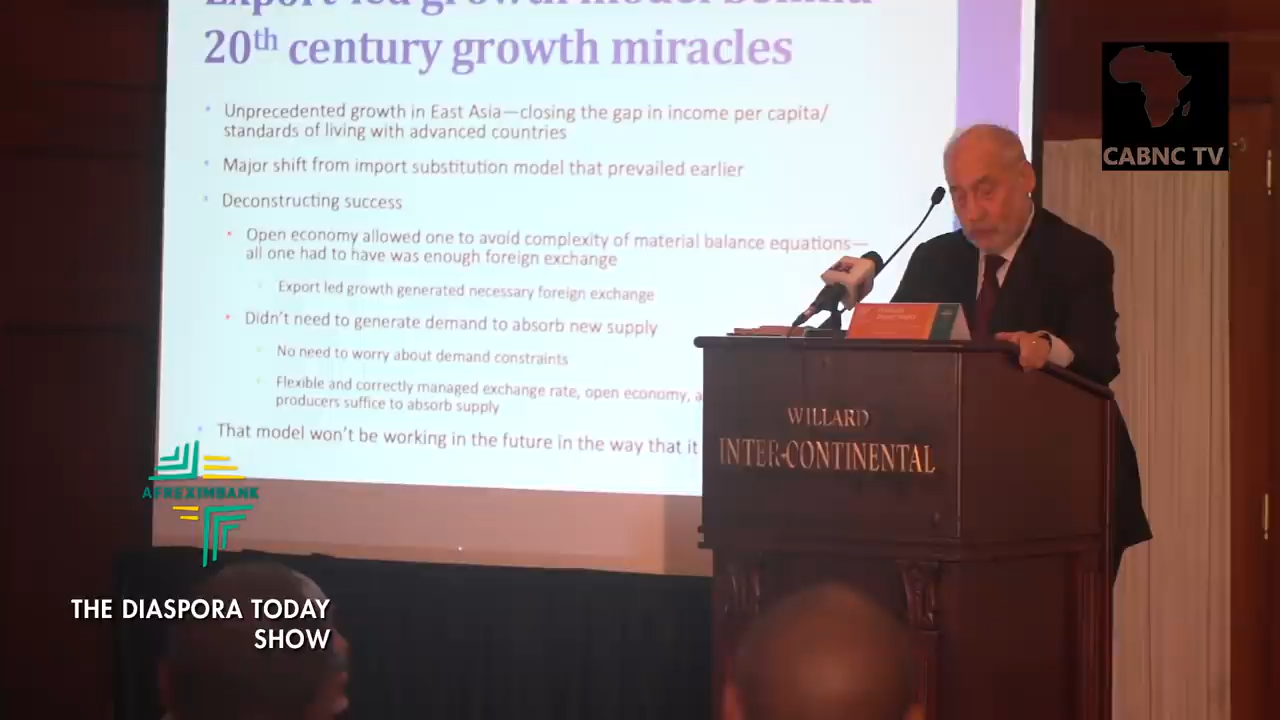 Export-led growth model behind
20th century growth miracles
• Unprecedented growth in East Asia—closing the gap in income per capita/
standards of living with advanced countries
• Major shift from import substitution model that prevailed earlier
• Deconstructing success
• Open economy allowed one to avoid complexity of material balance equations—
all one had to have was enough foreign exchange
• Export led growth generated necessary foreign exchange
• Didn't need to generate demand to absorb new supply
• No need to worry about demand constraints
• Flexible and correctly managed exchange rate, open economy, a
producers suffice to absorb supply
• That model won't be working in the future in the way that it
CABNC TV
WILLARD
INTER-CONTINENTAL
AFREXIMBANK
THE DIASPORA TODAY
SHOW